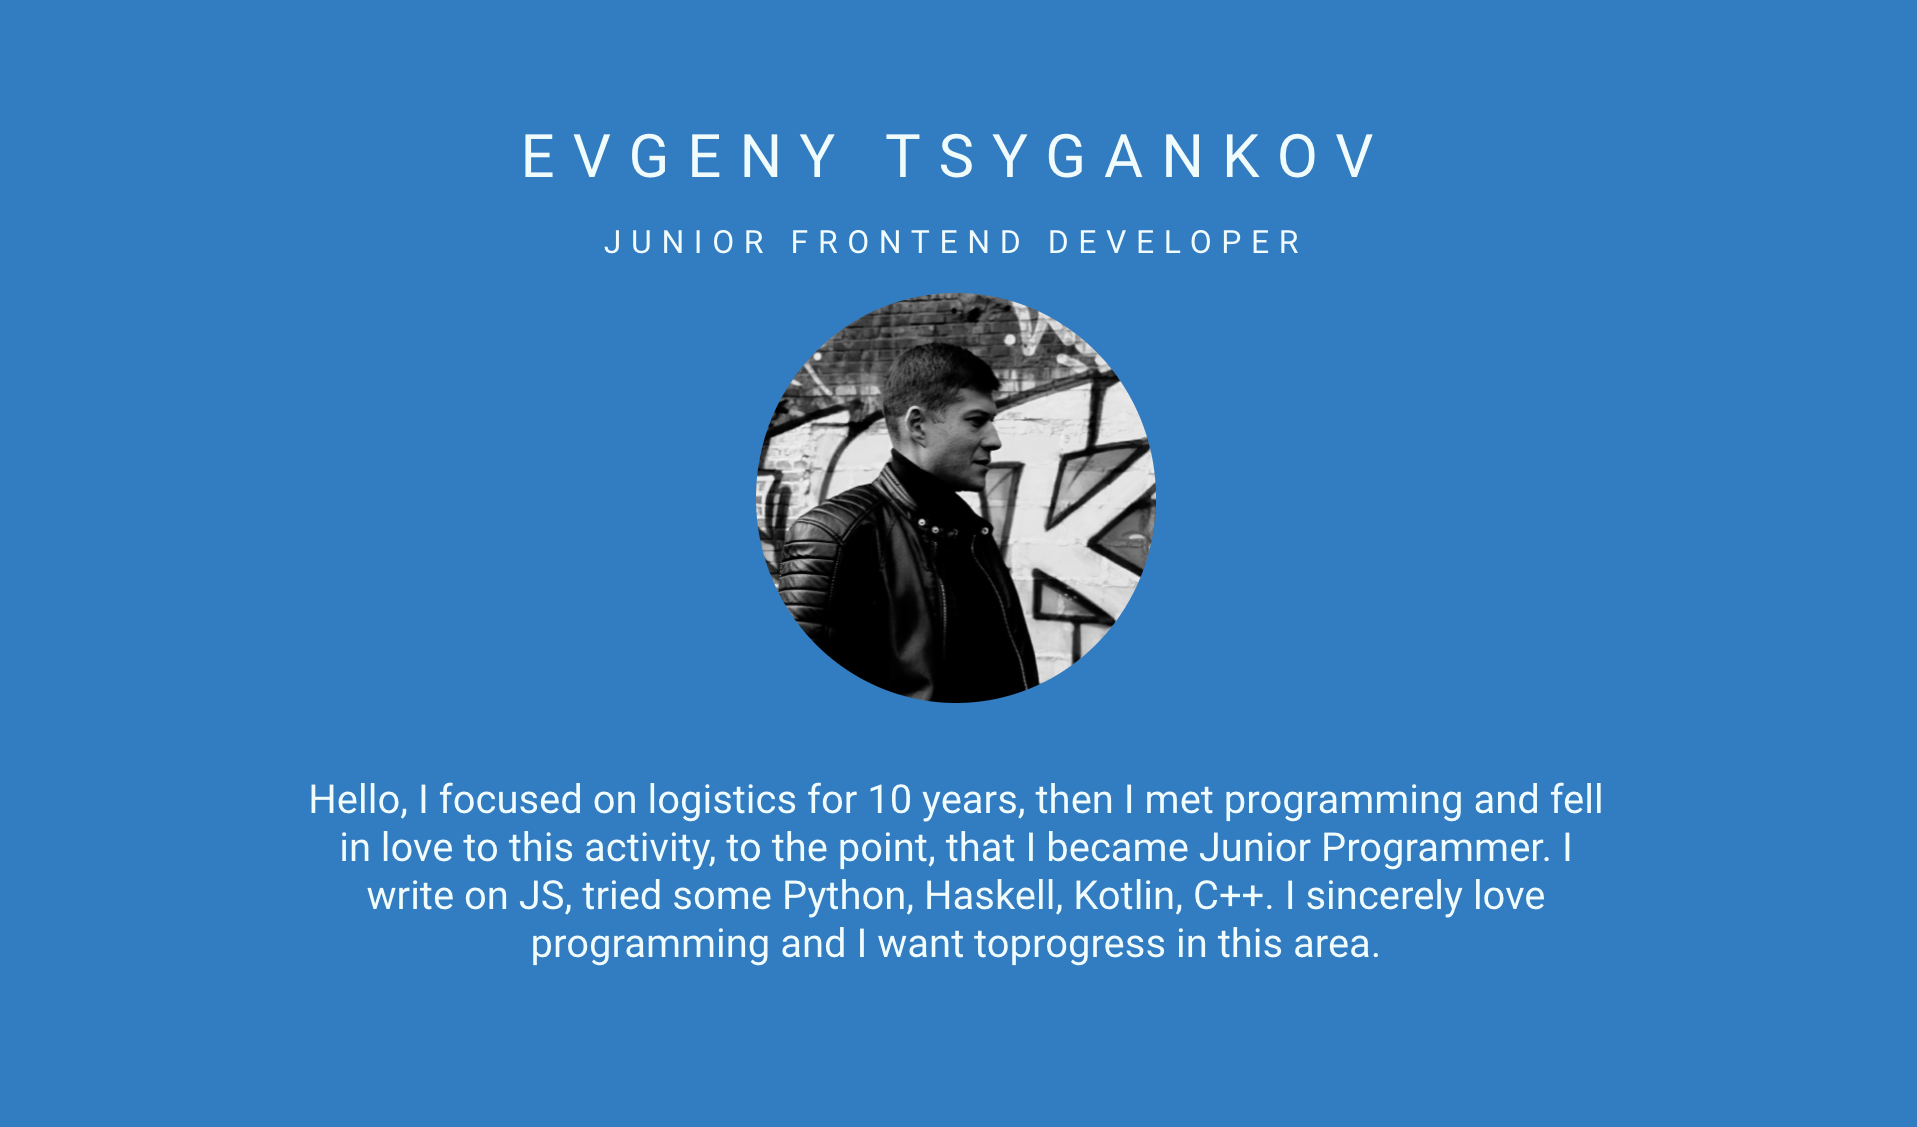 EVGENY TSYGANKOV
JUNIOR FRONTEND DEVELOPER
Hello, I focused on logistics for 10 years, then I met programming and fell
in love to this activity, to the point, that I became Junior Programmer. I
write on JS, tried some Python, Haskell, Kotlin, C++. I sincerely love
programming and I want toprogress in this area.